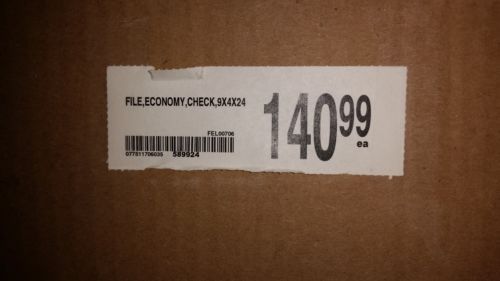 FILE,ECONOMY,CHECK,9X4X24
140.99
ea
FEL00706
077511706035 589924